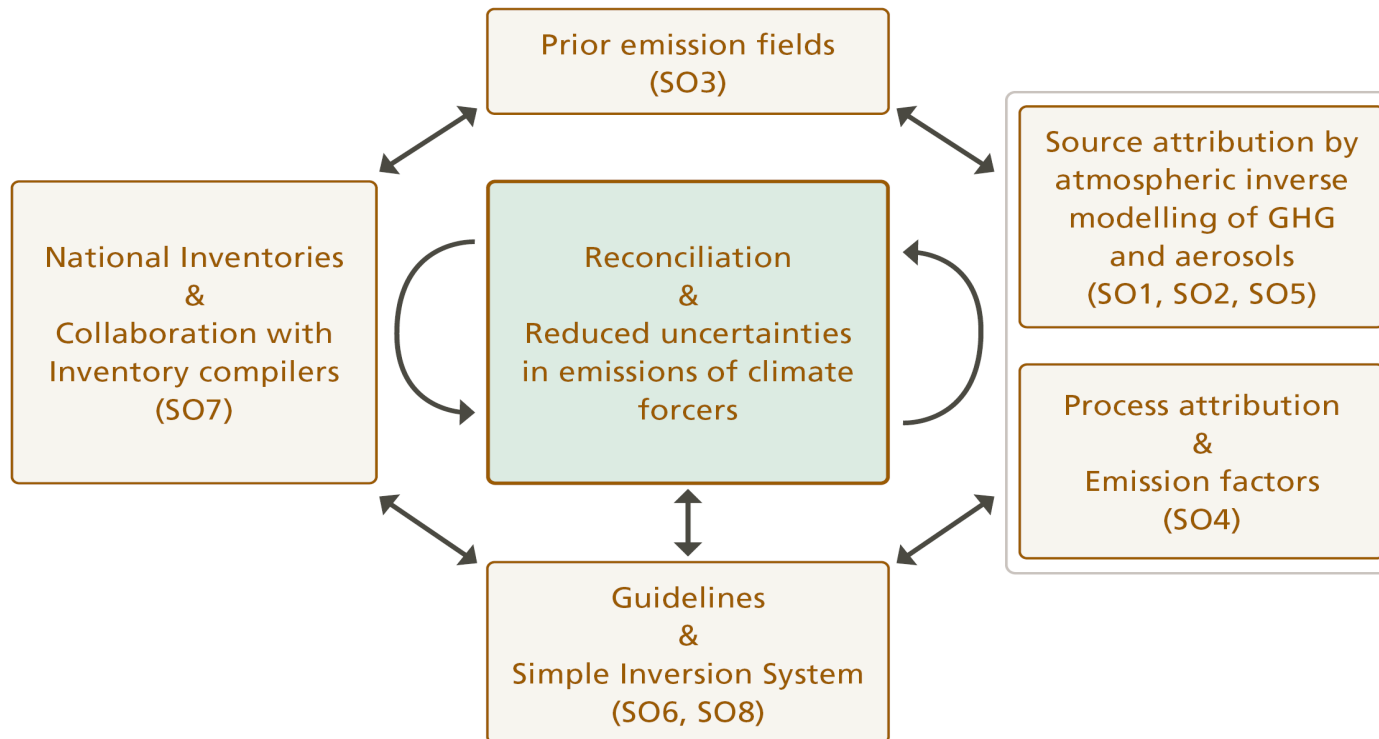 Prior emission fields
(SO3)
National Inventories
&
Collaboration with
Inventory compilers
(SO7)
Reconciliation
&
Reduced uncertainties
in emissions of climate
forcers
Source attribution by
atmospheric inverse
modelling of GHG
and aerosols
(SO1, SO2, SO5)
Process attribution
&
Emission factors
(SO4)
Guidelines
&
Simple Inversion System
(SO6, SO8)